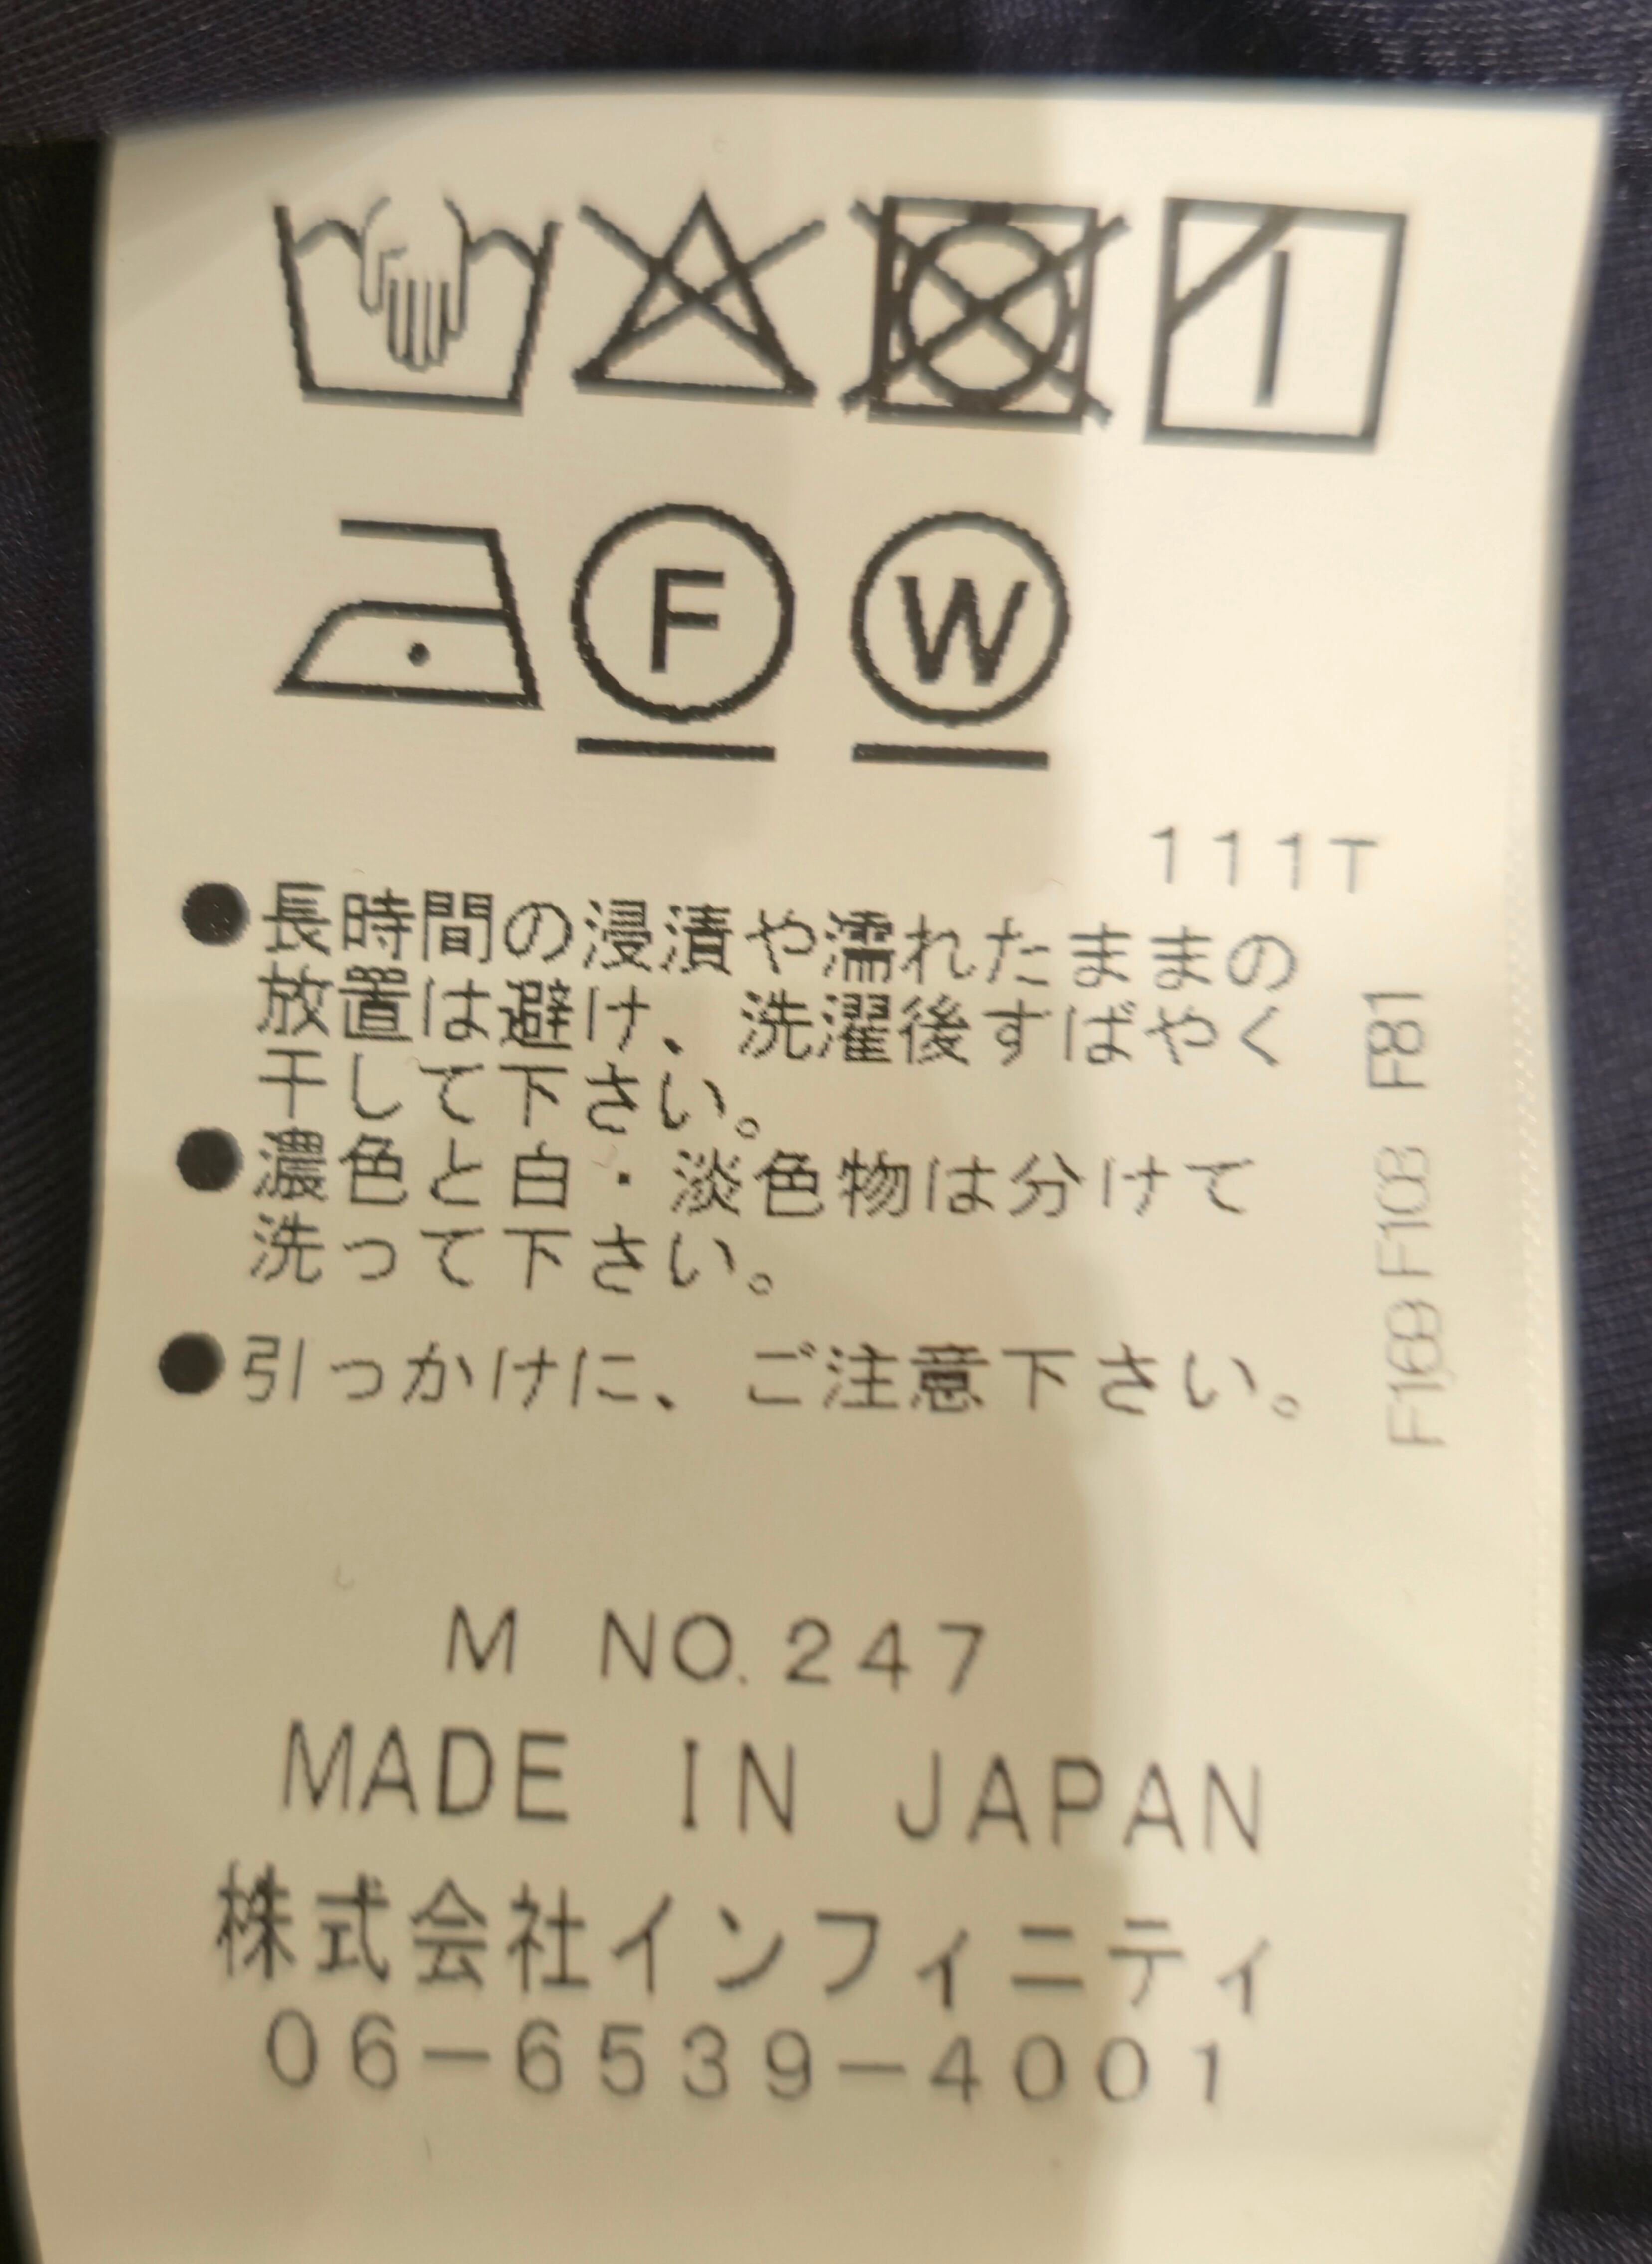 F
W
111T
●長時間の浸漬や濡れたままの
放置は避け、洗濯後すばやく
干して下さい。
●濃色と白・淡色物は分けて
洗って下さい。
●引っかけに、ご注意下さい。
F168 F108 F81
M NO.247
MADE IN JAPAN
株式会社インフィニティ
06-6539-4001